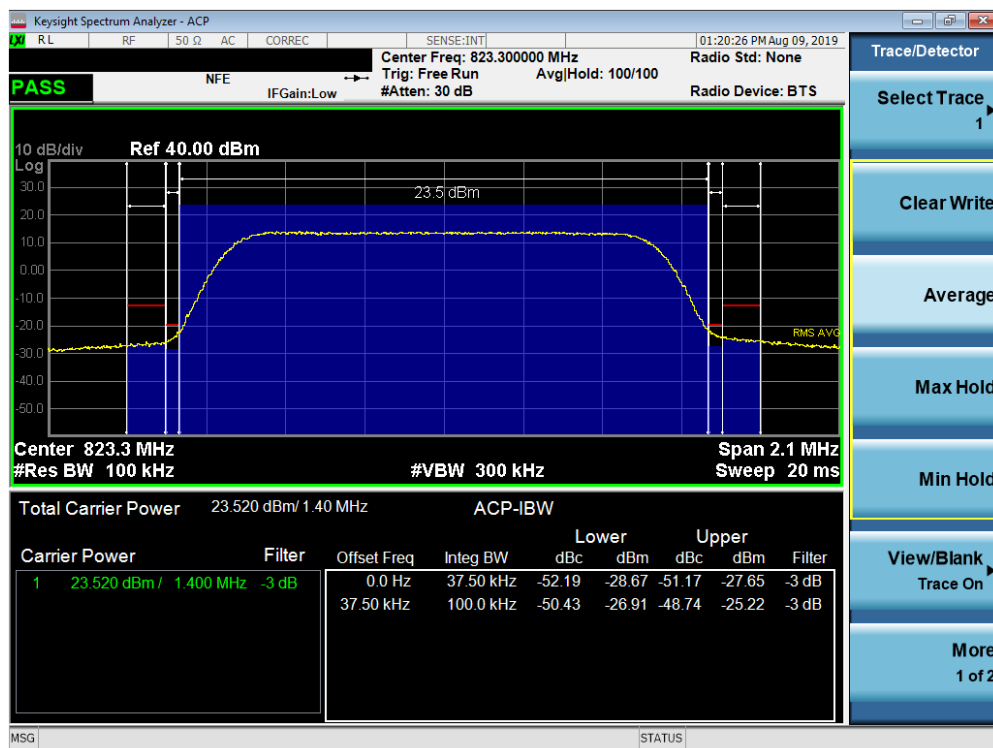 Keysight Spectrum Analyzer - ACP
LXI RL RF 50 Ω AC CORREC SENSE:INT 01:20:26 PM Aug 09, 2019
Center Freq: 823.300000 MHz Radio Std: None
Trig: Free Run Avg|Hold: 100/100
PASS NFE IFGain:Low #Atten: 30 dB Radio Device: BTS
10 dB/div Ref 40.00 dBm
Log
30.0
23.5 dBm
20.0
10.0
0.00
-10.0
-20.0
RMS AVG
-30.0
-40.0
-50.0
Center 823.3 MHz Span 2.1 MHz
#Res BW 100 kHz #VBW 300 kHz Sweep 20 ms
Total Carrier Power 23.520 dBm/ 1.40 MHz ACP-IBW
Lower Upper
Carrier Power Filter Offset Freq Integ BW dBc dBm dBc dBm Filter
1 23.520 dBm / 1.400 MHz -3 dB 0.0 Hz 37.50 kHz -52.19 -28.67 -51.17 -27.65 -3 dB
37.50 kHz 100.0 kHz -50.43 -26.91 -48.74 -25.22 -3 dB
MSG STATUS
Trace/Detector
Select Trace
1
Clear Write
Average
Max Hold
Min Hold
View/Blank
Trace On
More
1 of 2